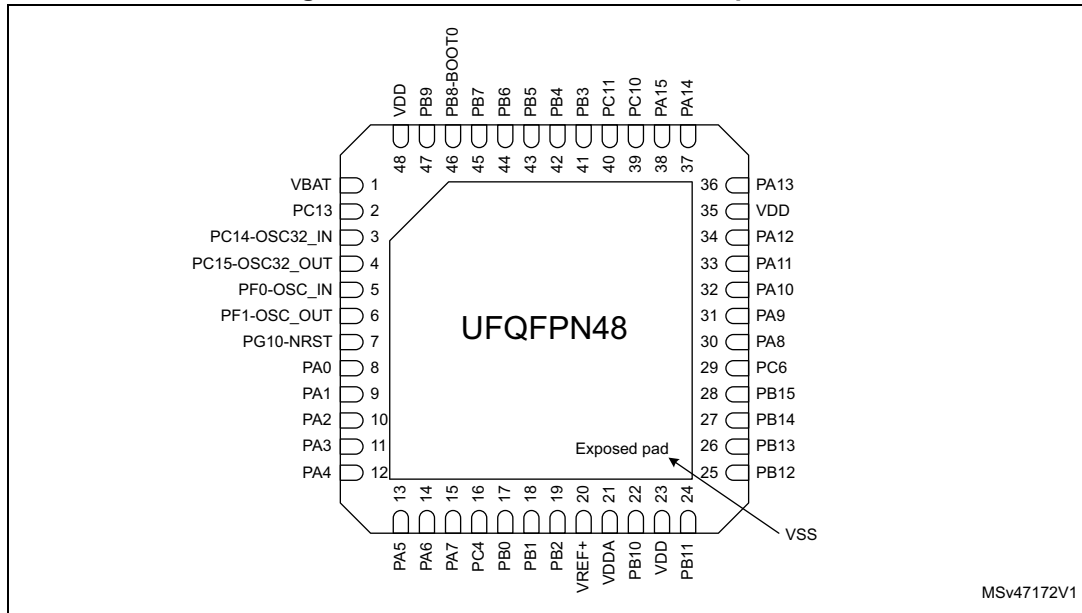 VDD
PB9
PB8-BOOT0
PB7
PB6
PB5
PB4
PB3
PC11
PC10
PA15
PA14
48
47
46
45
44
43
42
41
40
39
38
37
VBAT 1
PC13 2
PC14-OSC32_IN 3
PC15-OSC32_OUT 4
PF0-OSC_IN 5
PF1-OSC_OUT 6
PG10-NRST 7
PA0 8
PA1 9
PA2 10
PA3 11
PA4 12
UFQFPN48
Exposed pad
36 PA13
35 VDD
34 PA12
33 PA11
32 PA10
31 PA9
30 PA8
29 PC6
28 PB15
27 PB14
26 PB13
25 PB12
13
14
15
16
17
18
19
20
21
22
23
24
PA5
PA6
PA7
PC4
PB0
PB1
PB2
VREF+
VDDA
PB10
VDD
PB11
VSS
MSv47172V1